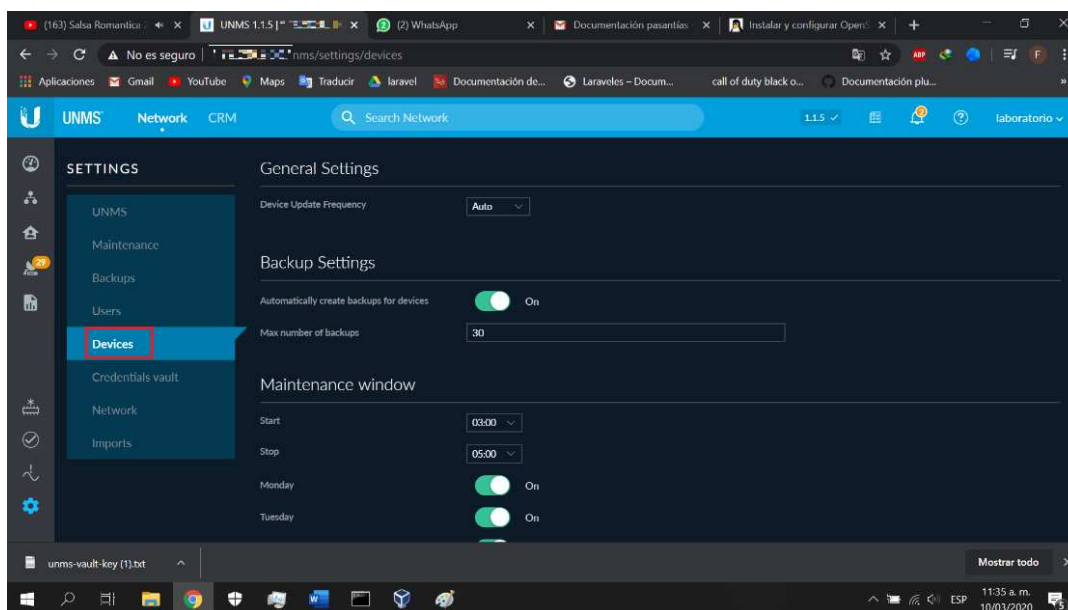 (163) Salsa Romantica
UNMS 1.1.5 |
(2) WhatsApp
Documentación pasantías
Instalar y configurar OpenS
No es seguro
nms/settings/devices
ABP
F
Aplicaciones
Gmail
YouTube
Maps
Traducir
laravel
Documentación de...
Laraveles – Docum...
call of duty black o...
Documentación plu...
»
UNMS
Network
CRM
Search Network
1.1.5
2
?
laboratorio
SETTINGS
UNMS
Maintenance
Backups
Users
Devices
Credentials vault
Network
Imports
29
General Settings
Device Update Frequency
Auto
Backup Settings
Automatically create backups for devices
On
Max number of backups
30
Maintenance window
Start
03:00
Stop
05:00
Monday
On
Tuesday
On
unms-vault-key (1).txt
Mostrar todo
ESP
11:35 a. m.
10/03/2020
5